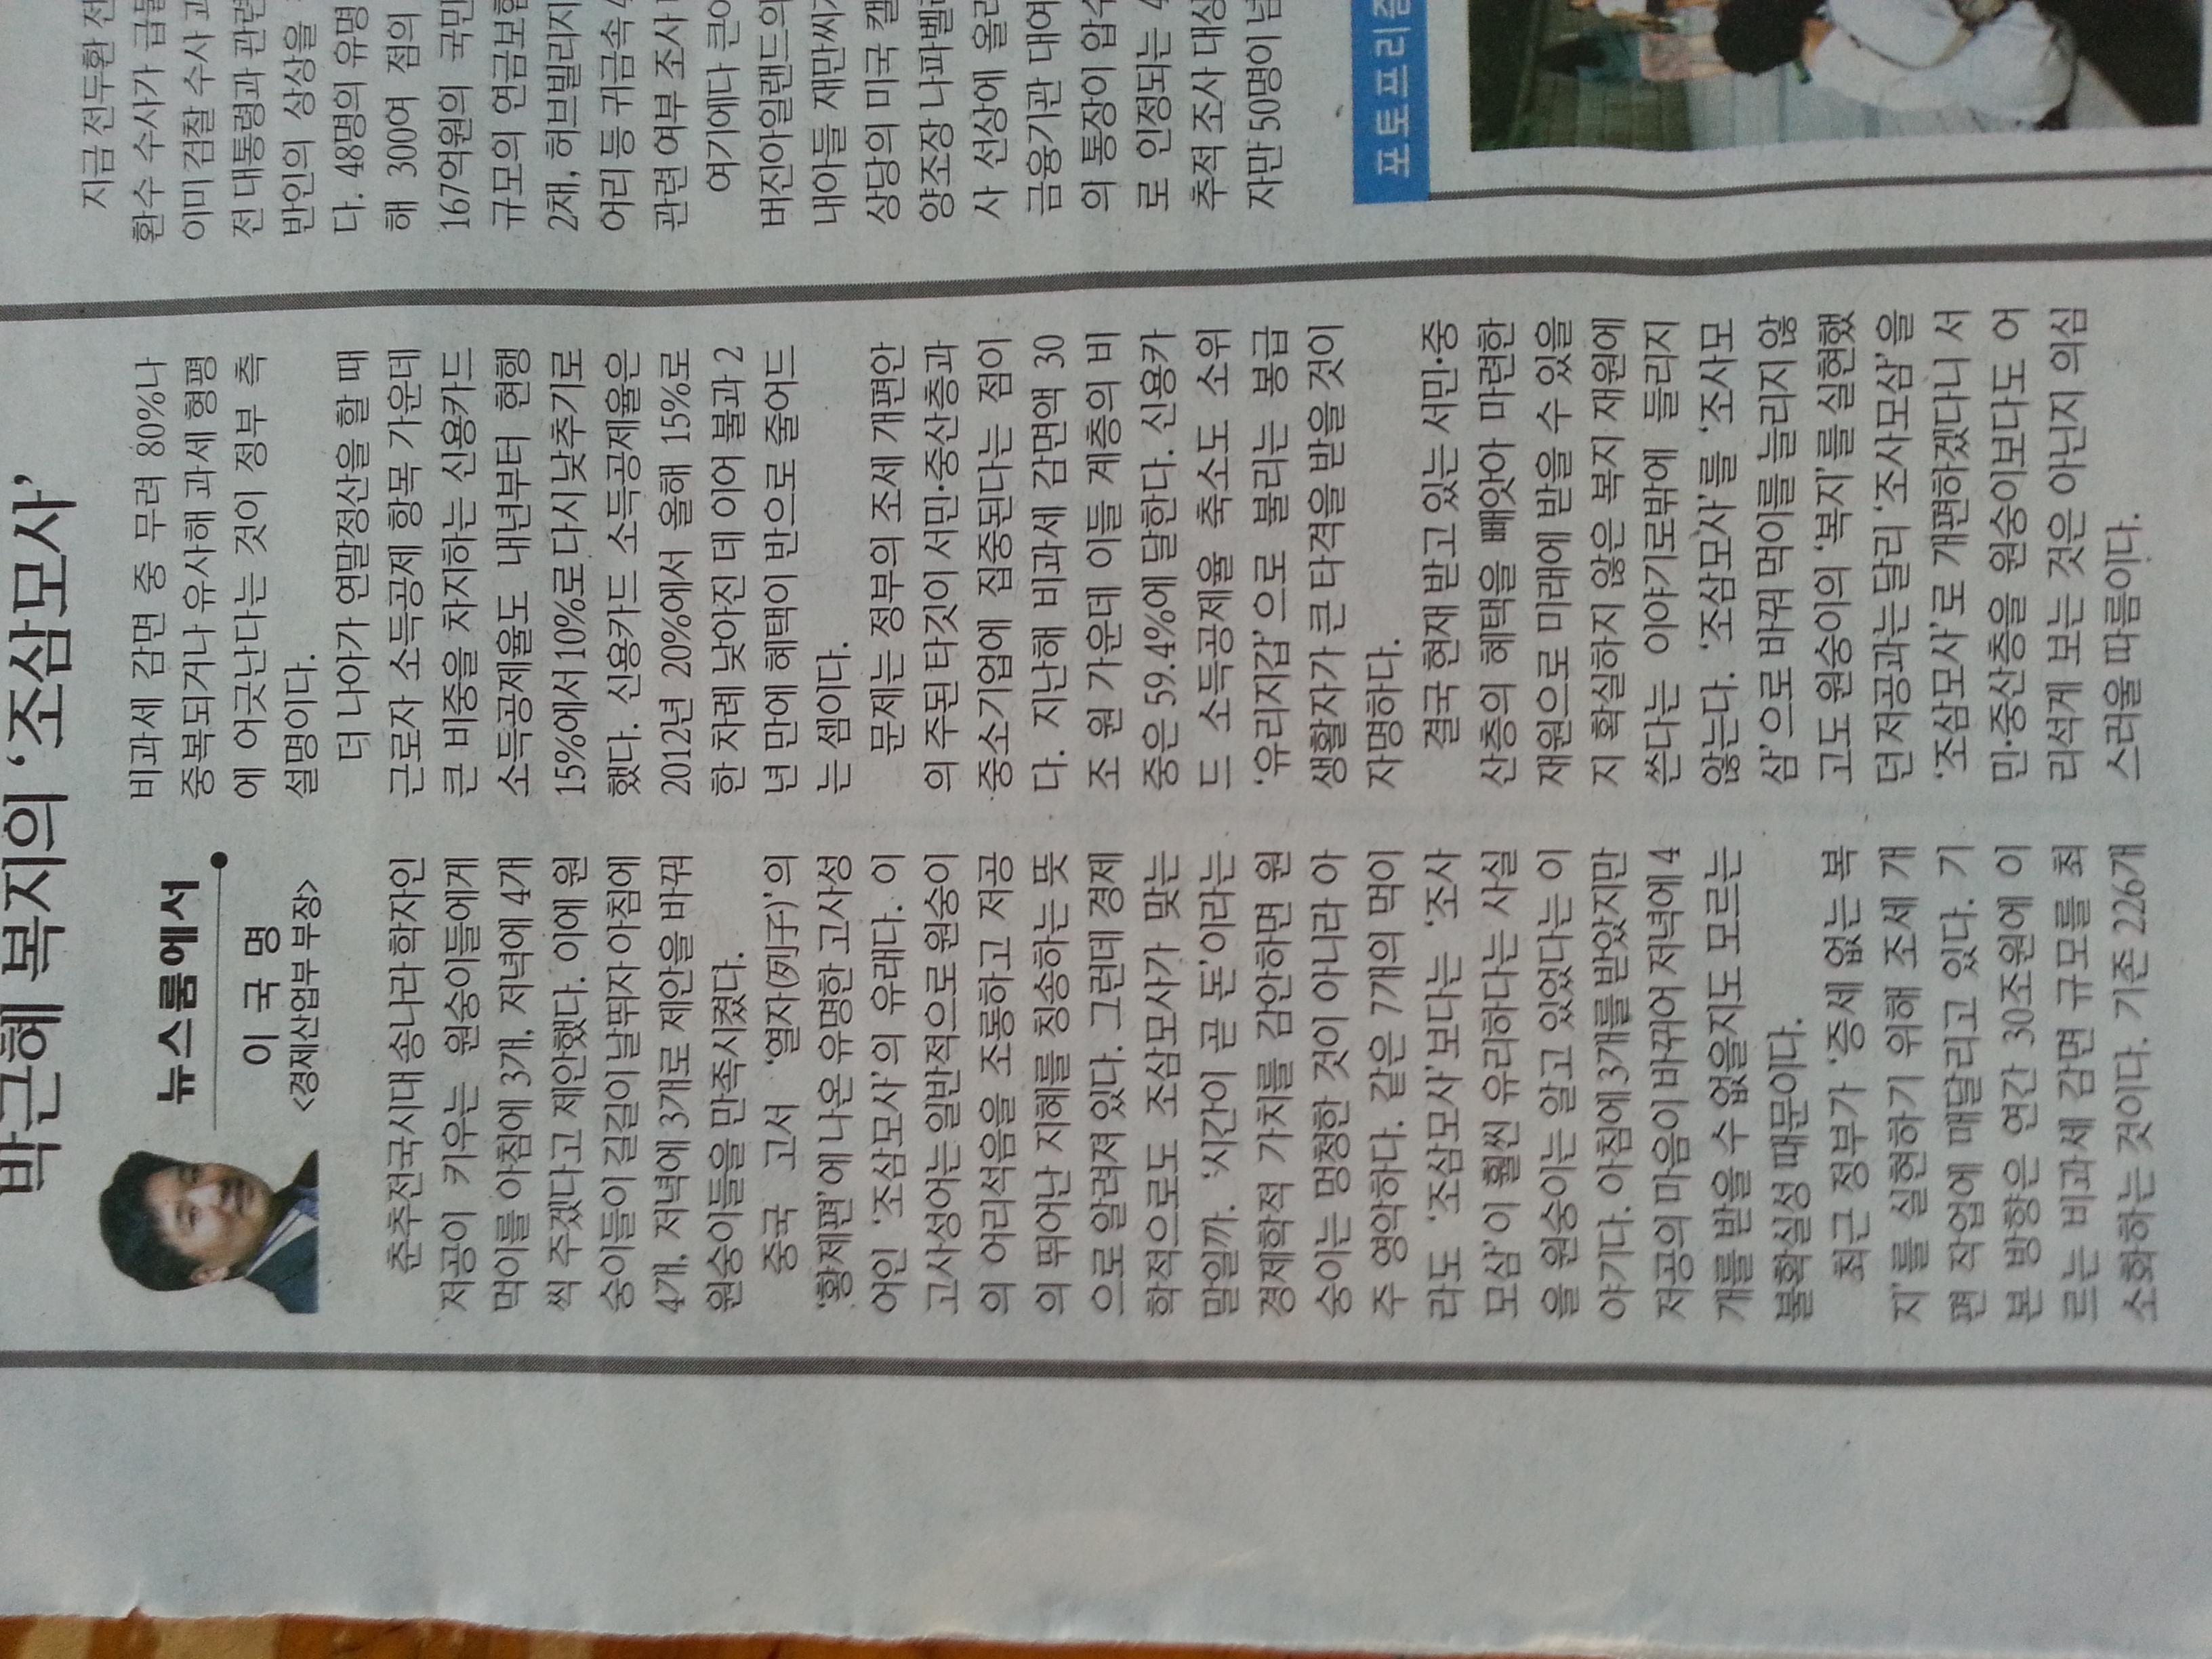 박근혜 복지의 ‘조삼모사’
뉴스룸에서
이 국 명
<경제산업부 부장>
춘추전국시대 송나라 학자인
저공이 키우는 원숭이들에게
먹이를 아침에 3개, 저녁에 4개
씩 주겠다고 제안했다. 이에 원
숭이들이 길길이 날뛰자 아침에
4개, 저녁에 3개로 제안을 바꿔
원숭이들을 만족시켰다.
중국 고서 ‘열자(列子)’의
‘황제편’에 나온 유명한 고사성
어인 ‘조삼모사’의 유래다. 이
고사성어는 일반적으로 원숭이
의 어리석음을 조롱하고 저공
의 뛰어난 지혜를 칭송하는 뜻
으로 알려져 있다. 그런데 경제
학적으로도 조삼모사가 맞는
말일까. ‘시간이 곧 돈’이라는
경제학적 가치를 감안하면 원
숭이는 멍청한 것이 아니라 아
주 영악하다. 같은 7개의 먹이
라도 ‘조삼모사’보다는 ‘조사
모삼’이 훨씬 유리하다는 사실
을 원숭이는 알고 있었다는 이
야기다. 아침에 3개를 받았지만
저공의 마음이 바뀌어 저녁에 4
개를 받을 수 없을지도 모르는
불확실성 때문이다.
최근 정부가 ‘증세 없는 복
지’를 실현하기 위해 조세 개
편 작업에 매달리고 있다. 기
본 방향은 연간 30조원에 이
르는 비과세 감면 규모를 최
소화하는 것이다. 기존 226개
비과세 감면 중 무려 80%나
중복되거나 유사해 과세 형평
에 어긋난다는 것이 정부 측
설명이다.
더 나아가 연말정산을 할 때
근로자 소득공제 항목 가운데
큰 비중을 차지하는 신용카드
소득공제율도 내년부터 현행
15%에서 10%로 다시 낮추기로
했다. 신용카드 소득공제율은
2012년 20%에서 올해 15%로
한 차례 낮아진 데 이어 불과 2
년 만에 혜택이 반으로 줄어드
는 셈이다.
문제는 정부의 조세 개편안
의 주된 타깃이 서민·중산층과
중소기업에 집중된다는 점이
다. 지난해 비과세 감면액 30
조 원 가운데 이들 계층의 비
중은 59.4%에 달한다. 신용카
드 소득공제율 축소도 소위
‘유리지갑’으로 불리는 봉급
생활자가 큰 타격을 받을 것이
자명하다.
결국 현재 받고 있는 서민·중
산층의 혜택을 빼앗아 마련한
재원으로 미래에 받을 수 있을
지 확실하지 않은 복지 재원에
쓴다는 이야기로밖에 들리지
않는다. ‘조삼모사’를 ‘조사모
삼’으로 바꿔 먹이를 늘리지 않
고도 원숭이의 ‘복지’를 실현했
던 저공과는 달리 ‘조사모삼’을
‘조삼모사’로 개편하겠다니 서
민·중산층을 원숭이보다도 어
리석게 보는 것은 아닌지 의심
스러울 따름이다.
지금 전두환 전
환수 수사가 급물
이미 검찰 수사 과
전 대통령과 관련
반인의 상상을
다. 48명의 유명
해 300여 점의
167억원의 국민
규모의 연금보험
2채, 허브빌리지
어리 등 귀금속 4
관련 여부 조사
여기에다 큰아
버진아일랜드의
내아들 재만씨가
상당의 미국 캘
양조장 나파밸리
사 선상에 올라
금융기관 대여
의 통장이 압수
로 인정되는 4
추적 조사 대상
자만 50명이 넘
포토프리즘